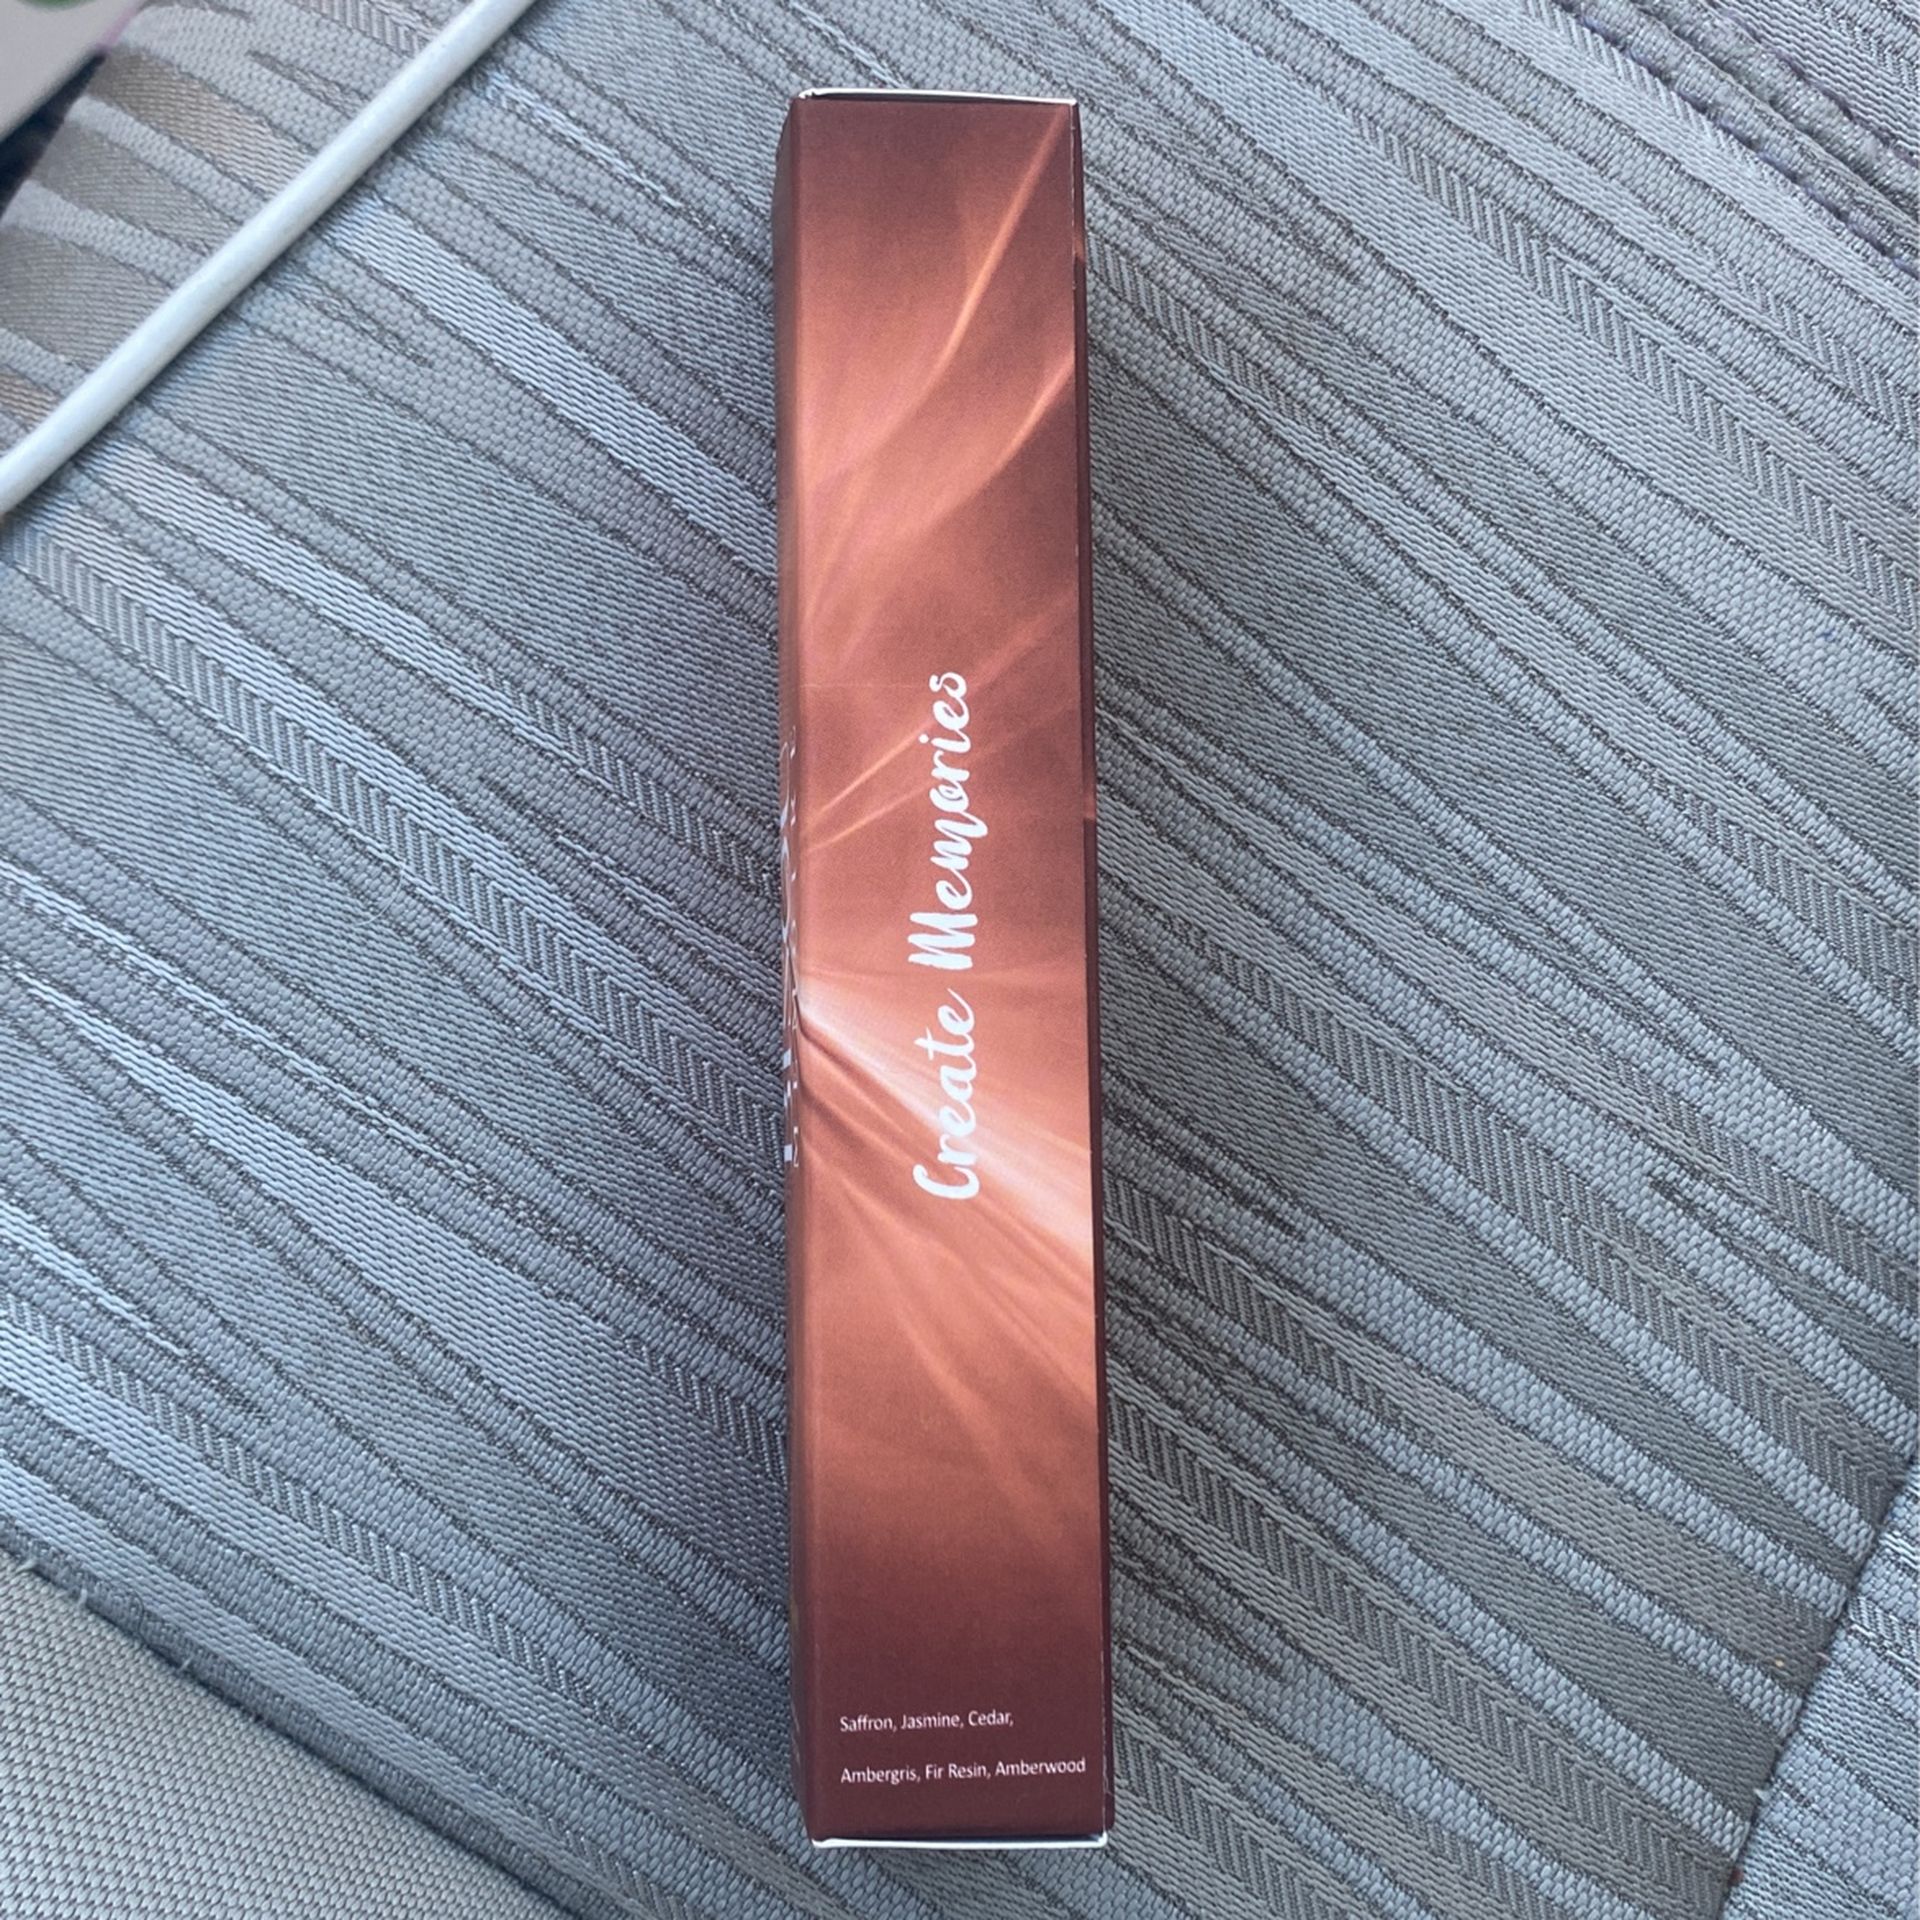 Create Memories
Saffron, Jasmine, Cedar,
Ambergris, Fir Resin, Amberwood